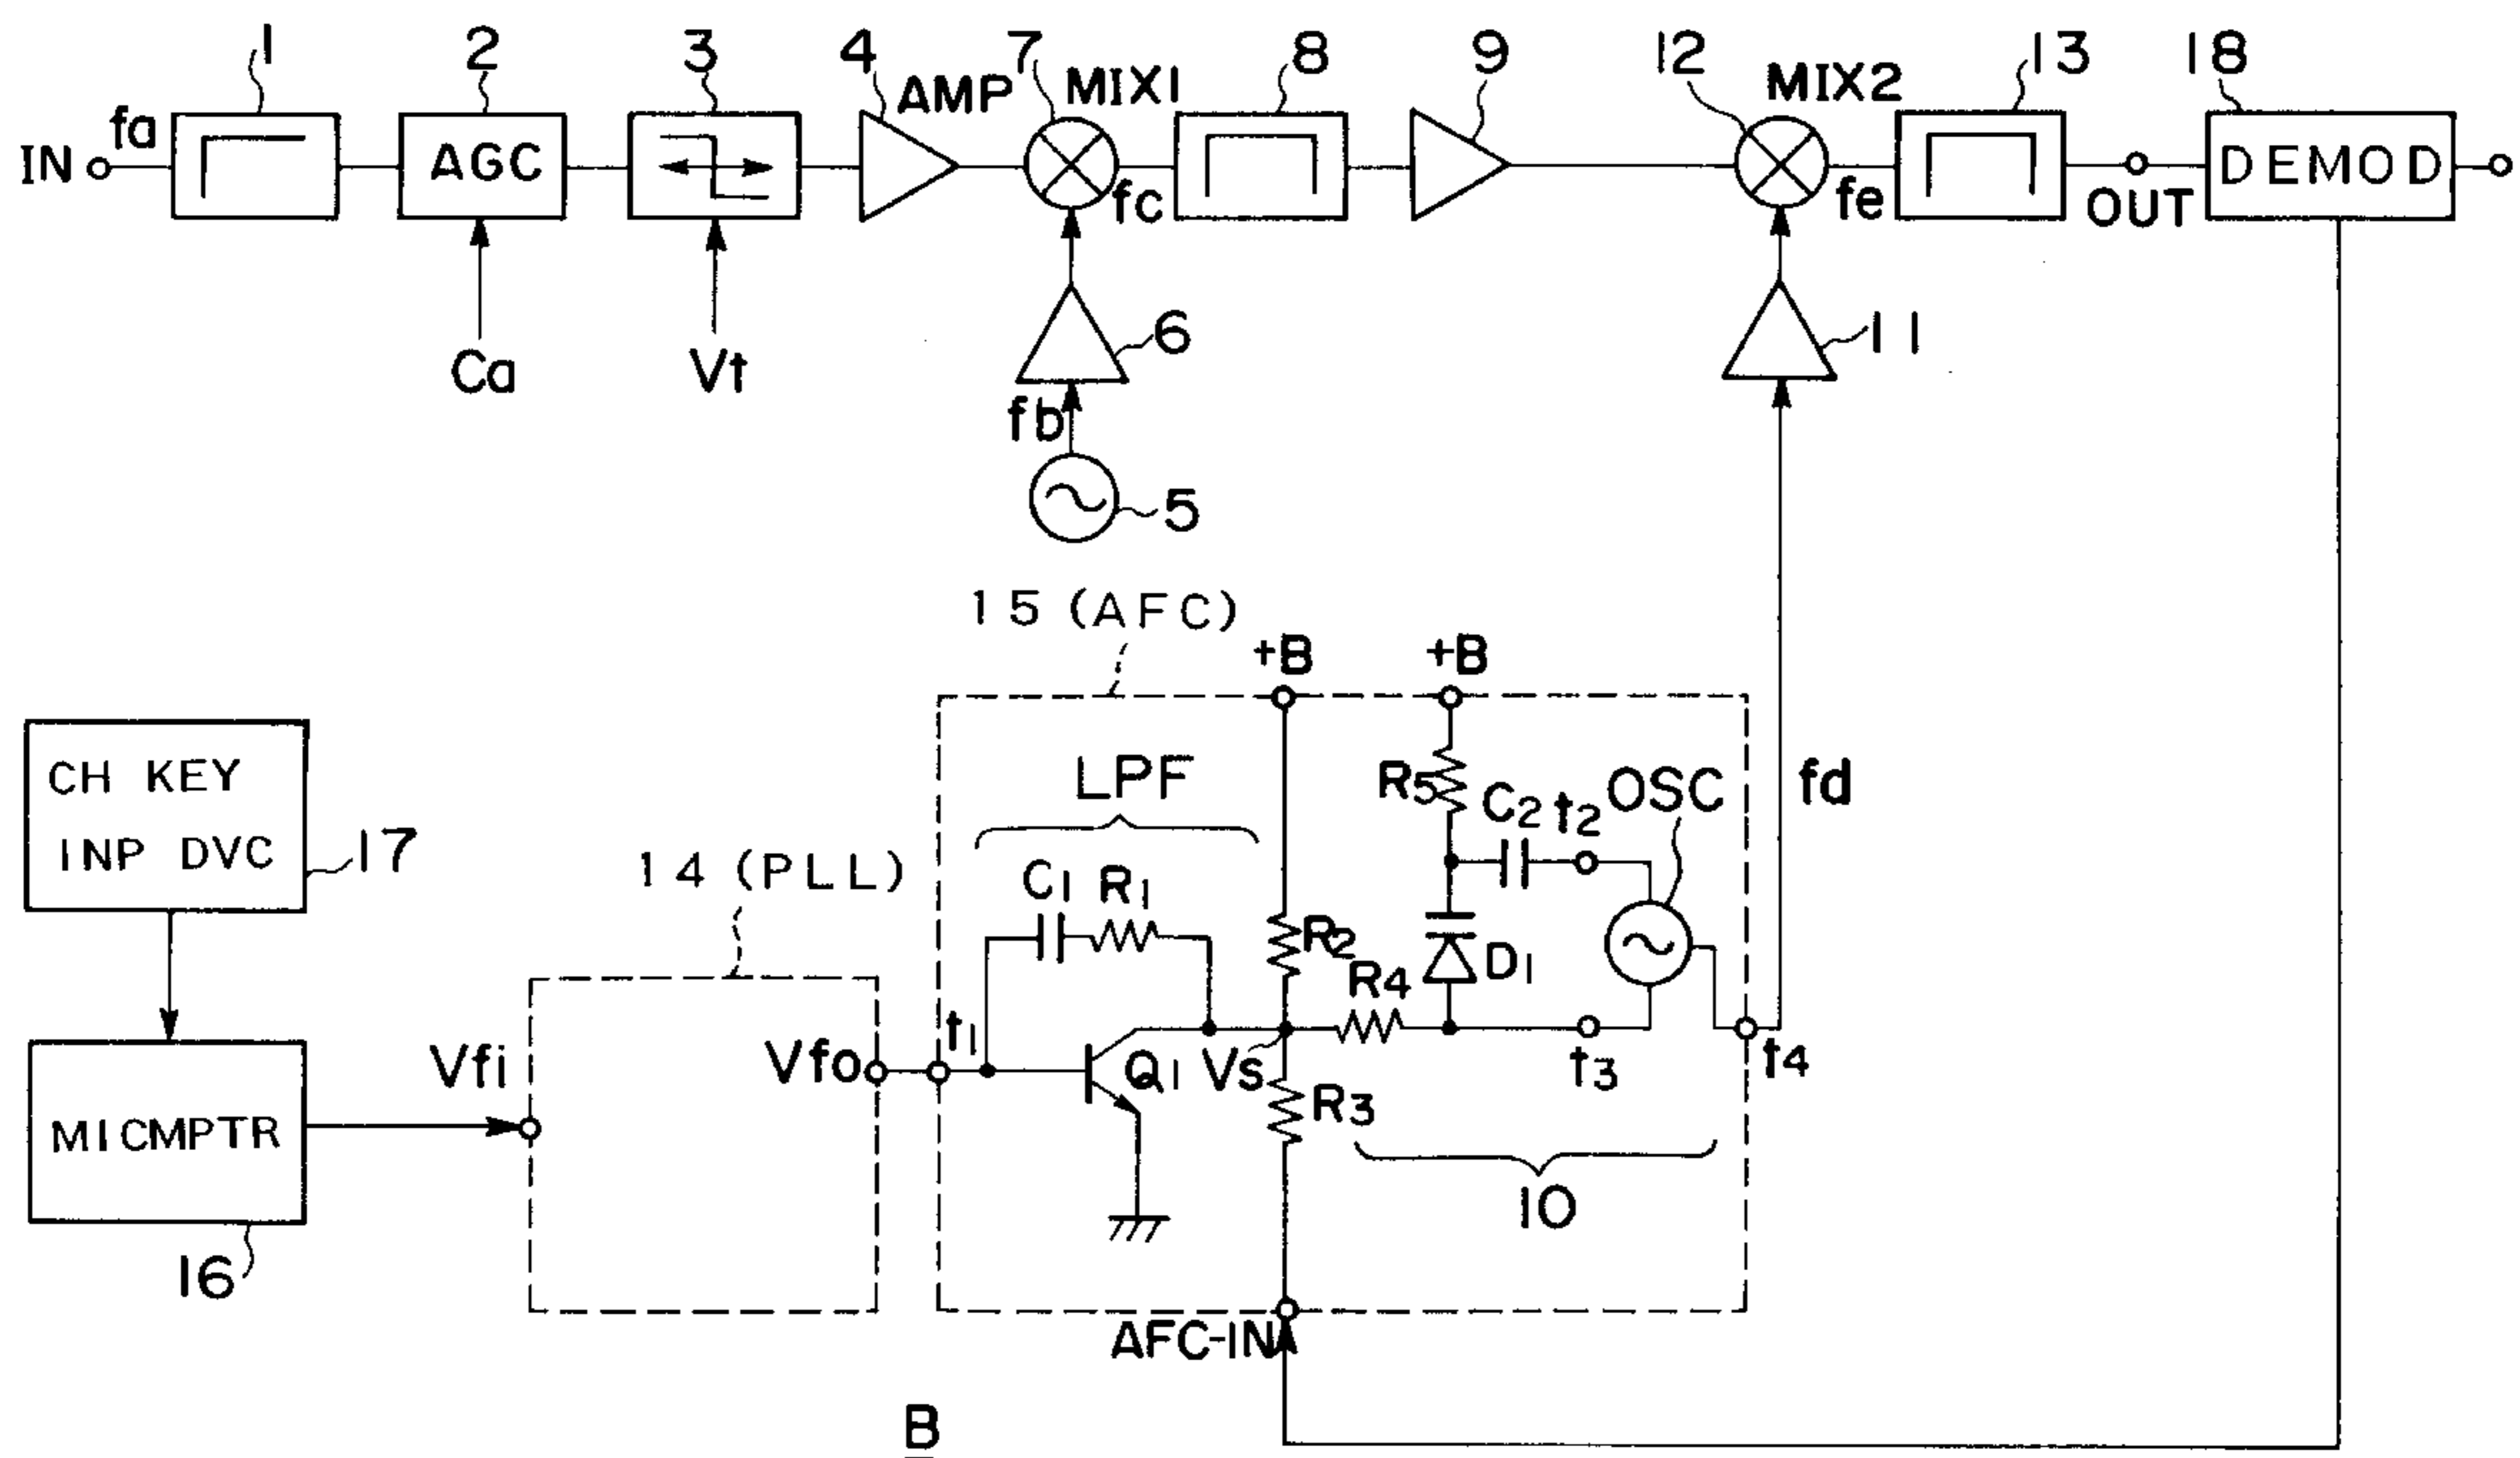 1 2 3 4 AMP 7 MIX1 8 9 12 MIX2 13 18
IN fa AGC fc fe OUT DEMOD
Ca Vt 6 11
fb
5
15 (AFC)
+B +B
CH KEY
INP DVC
17
LPF
R5 C2 t2 OSC fd
14 (PLL)
C1 R1
R2
R4 D1
Vfi Vfo t1 Q1 Vs t3 t4
R3
MICMPTR
10
16
AFC-IN
B